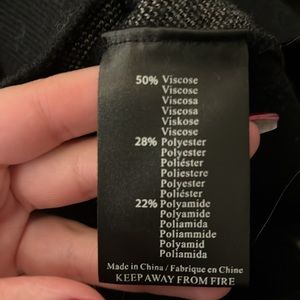 50% Viscose
Viscose
Viscosa
Viscosa
Viskose
Viscose
28% Polyester
Polyester
Poliéster
Poliestere
Polyester
Poliéster
22% Polyamide
Polyamide
Poliamida
Poliammide
Polyamid
Poliamida
Made in China / Fabrique en Chine
KEEP AWAY FROM FIRE